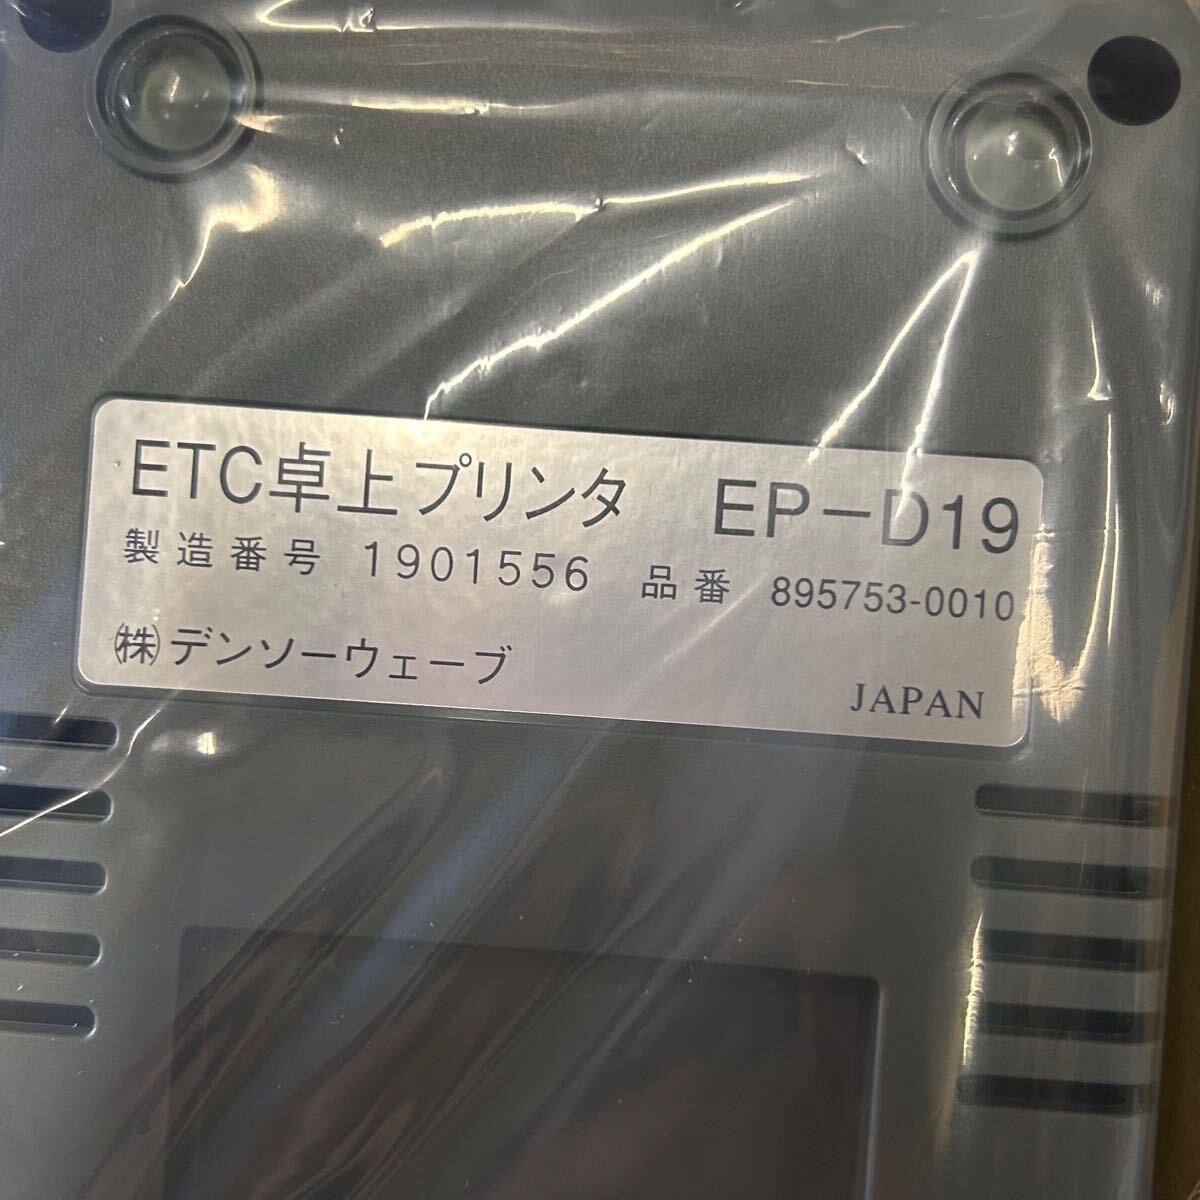 ETC卓上プリンタ EP－D19
製造番号 1901556 品番 895753-0010
㈱デンソーウェーブ
JAPAN